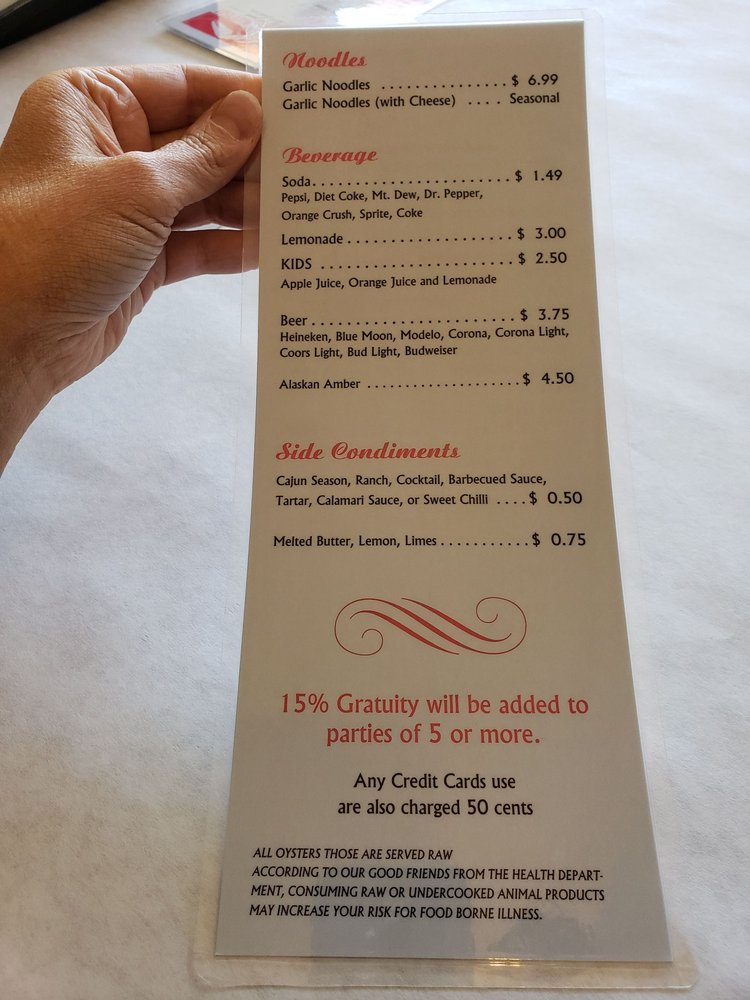 Noodles
Garlic Noodles ............... $ 6.99
Garlic Noodles (with Cheese) .... Seasonal
Beverage
Soda....................... $ 1.49
Pepsi, Diet Coke, Mt. Dew, Dr. Pepper,
Orange Crush, Sprite, Coke
Lemonade ................... $ 3.00
KIDS ...................... $ 2.50
Apple Juice, Orange Juice and Lemonade
Beer ....................... $ 3.75
Heineken, Blue Moon, Modelo, Corona, Corona Light,
Coors Light, Bud Light, Budweiser
Alaskan Amber .................... $ 4.50
Side Condiments
Cajun Season, Ranch, Cocktail, Barbecued Sauce,
Tartar, Calamari Sauce, or Sweet Chilli .... $ 0.50
Melted Butter, Lemon, Limes ........... $ 0.75
15% Gratuity will be added to
parties of 5 or more.
Any Credit Cards use
are also charged 50 cents
ALL OYSTERS THOSE ARE SERVED RAW
ACCORDING TO OUR GOOD FRIENDS FROM THE HEALTH DEPART-
MENT, CONSUMING RAW OR UNDERCOOKED ANIMAL PRODUCTS
MAY INCREASE YOUR RISK FOR FOOD BORNE ILLNESS.